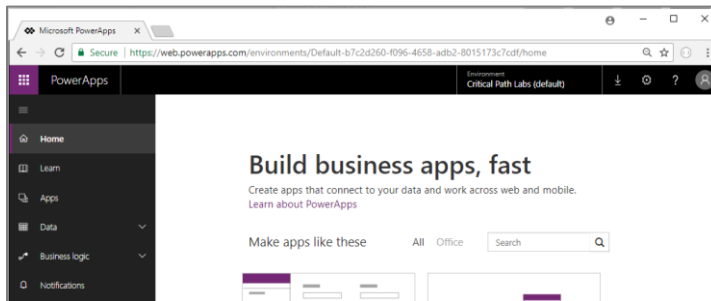 Microsoft PowerApps
Secure https://web.powerapps.com/environments/Default-b7c2d260-f096-4658-adb2-8015173c7cdf/home
PowerApps
Environment
Critical Path Labs (default)
?
Home
Learn
Apps
Data
Business logic
Notifications
Build business apps, fast
Create apps that connect to your data and work across web and mobile.
Learn about PowerApps
Make apps like these All Office Search